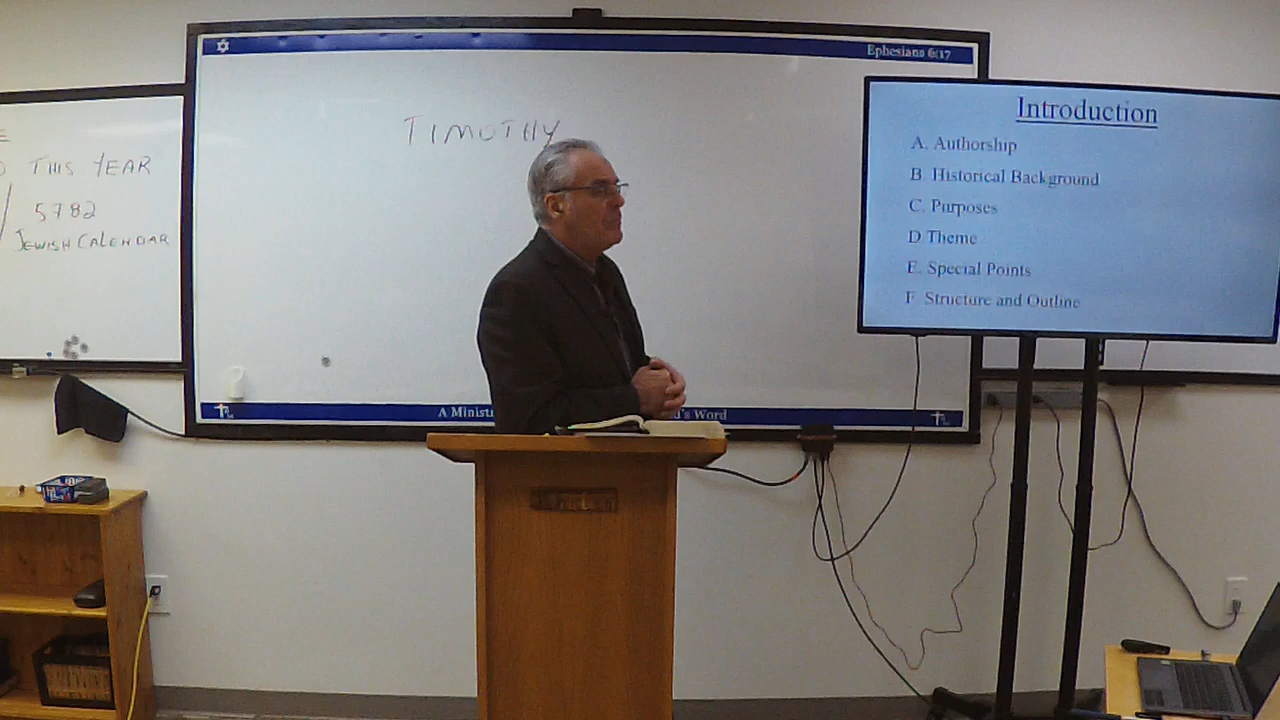 THIS YEAR
5782
JEWISH CALENDAR
Ephesians 6:17
TIMOTHY
A Minist
d's Word
Introduction
A. Authorship
B. Historical Background
C. Purposes
D Theme
E. Special Points
F Structure and Outline